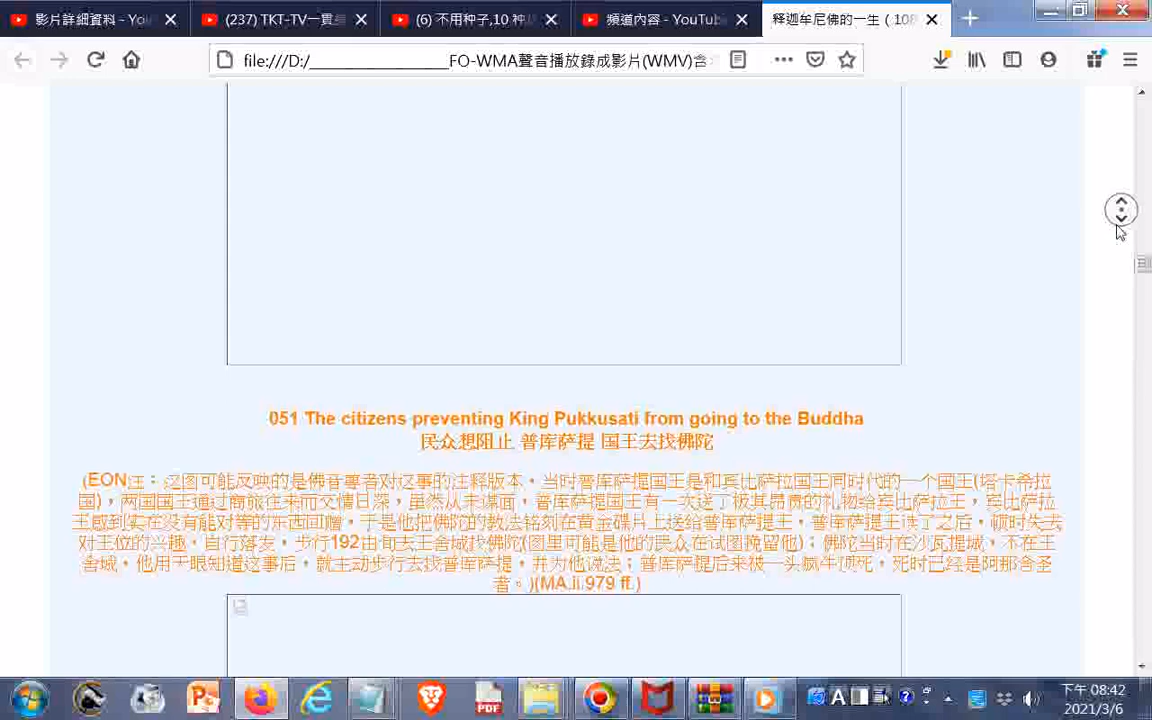 影片詳細資料 - Yo
(237) TKT-TV一貫
(6) 不用种子,10 种
頻道內容 - YouTub
释迦牟尼佛的一生 ( 108
file:///D:/__________________FO-WMA聲音播放錄成影片(WMV)含
051 The citizens preventing King Pukkusati from going to the Buddha
民众想阻止 普库萨提 国王去找佛陀
(EON注：这图可能反映的是佛音尊者对这事的注释版本，当时普库萨提国王是和宾比萨拉国王同时代的一个国王(塔卡希拉
国)，两国国王通过商旅往来而交情日深，虽然从未谋面，普库萨提国王有一次送了极其昂贵的礼物给宾比萨拉王，宾比萨拉
王感到实在没有能对等的东西回赠，于是他把佛陀的教法铭刻在黄金碟片上送给普库萨提王，普库萨提王读了之后，顿时失去
对王位的兴趣，自行落发，步行192由旬去王舍城找佛陀(图里可能是他的民众在试图挽留他)；佛陀当时在沙瓦提城，不在王
舍城，他用天眼知道这事后，就主动步行去找普库萨提，并为他说法；普库萨提后来被一头疯牛顶死，死时已经是阿那含圣
者。)(MA.ii.979 ff.)
PDF
下午 08:42
2021/3/6